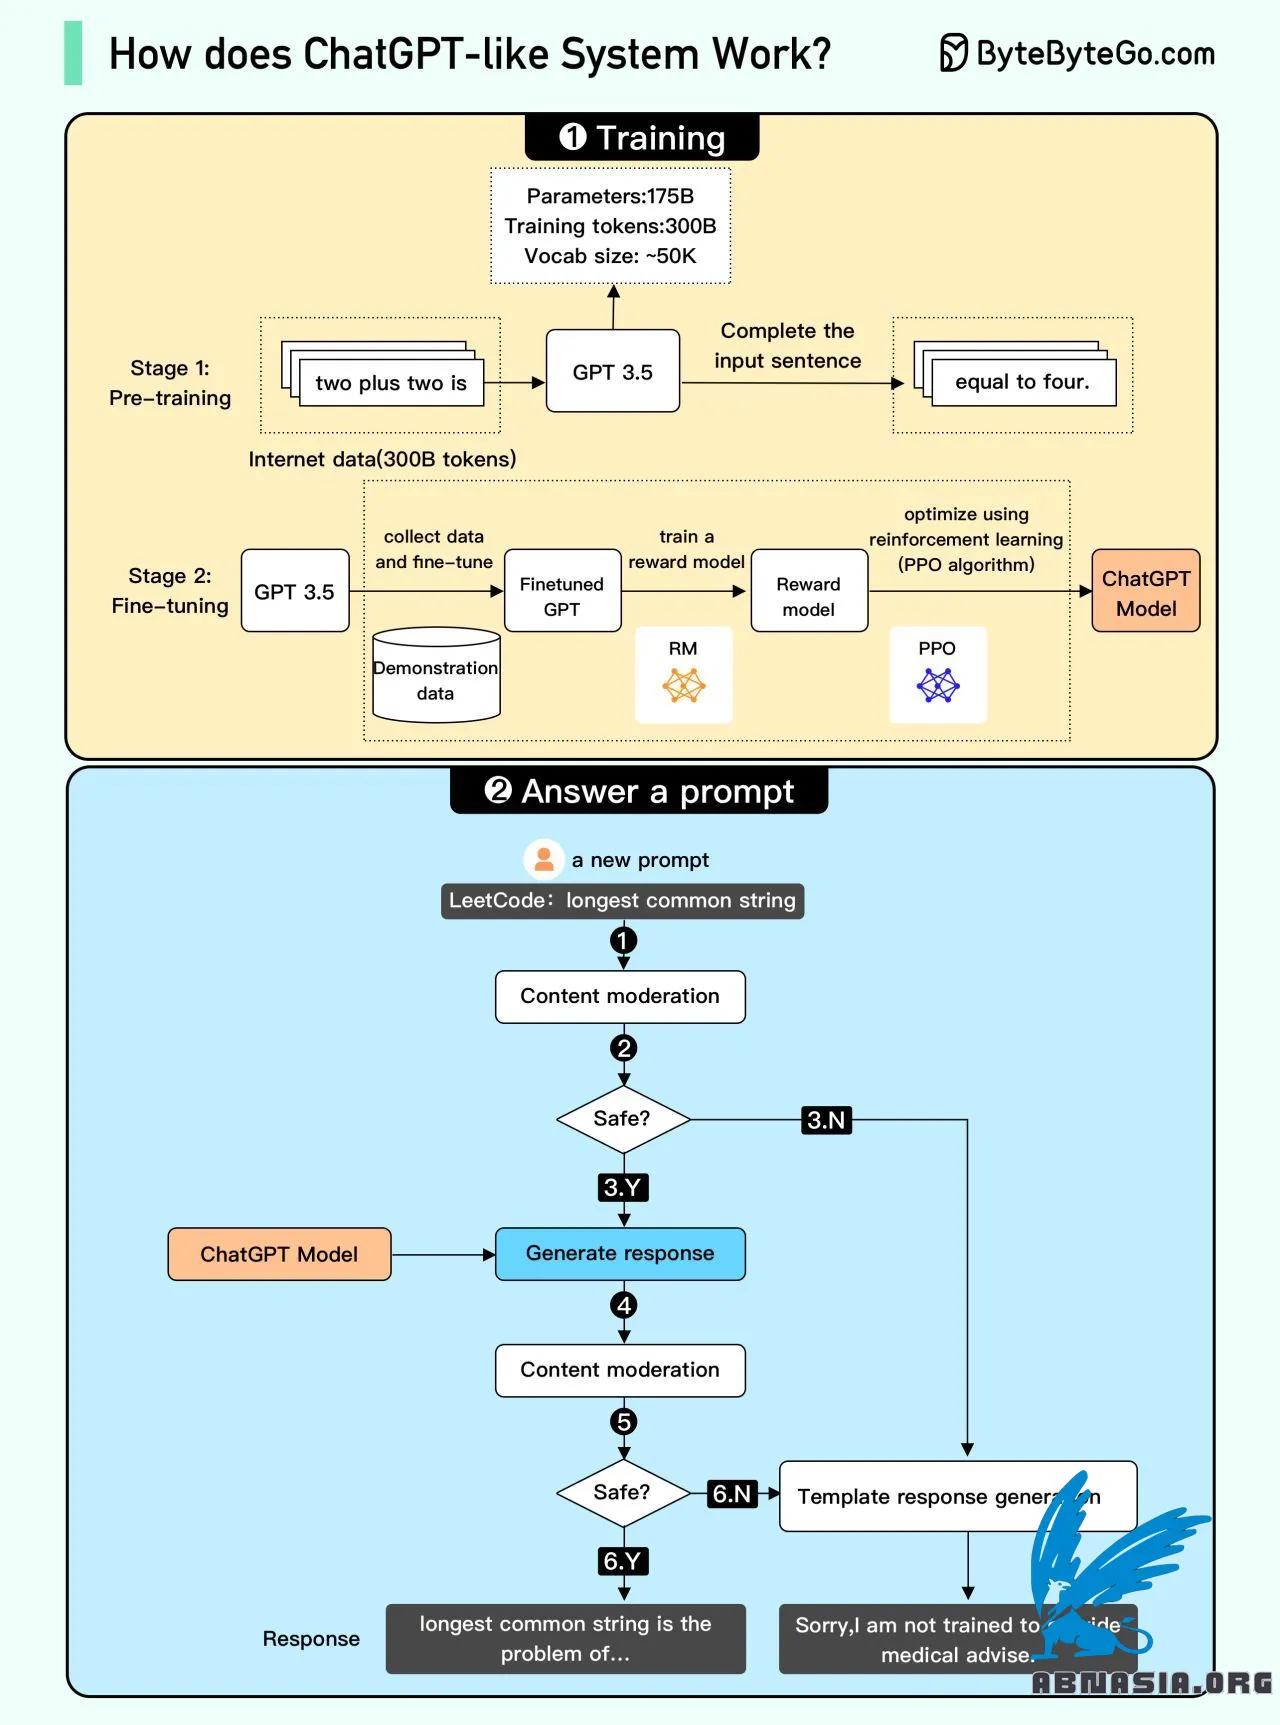 How does ChatGPT-like System Work?
ByteByteGo.com
1 Training
Parameters:175B
Training tokens:300B
Vocab size: ~50K
Stage 1:
Pre-training
two plus two is
GPT 3.5
Complete the
input sentence
equal to four.
Internet data(300B tokens)
Stage 2:
Fine-tuning
GPT 3.5
collect data
and fine-tune
Demonstration
data
Finetuned
GPT
train a
reward model
RM
Reward
model
optimize using
reinforcement learning
(PPO algorithm)
PPO
ChatGPT
Model
2 Answer a prompt
a new prompt
LeetCode: longest common string
1
Content moderation
2
Safe?
3.N
3.Y
ChatGPT Model
Generate response
4
Content moderation
5
Safe?
6.N
Template response generation
6.Y
Response
longest common string is the
problem of...
Sorry,I am not trained to
medical advise.
ABNASIA.ORG